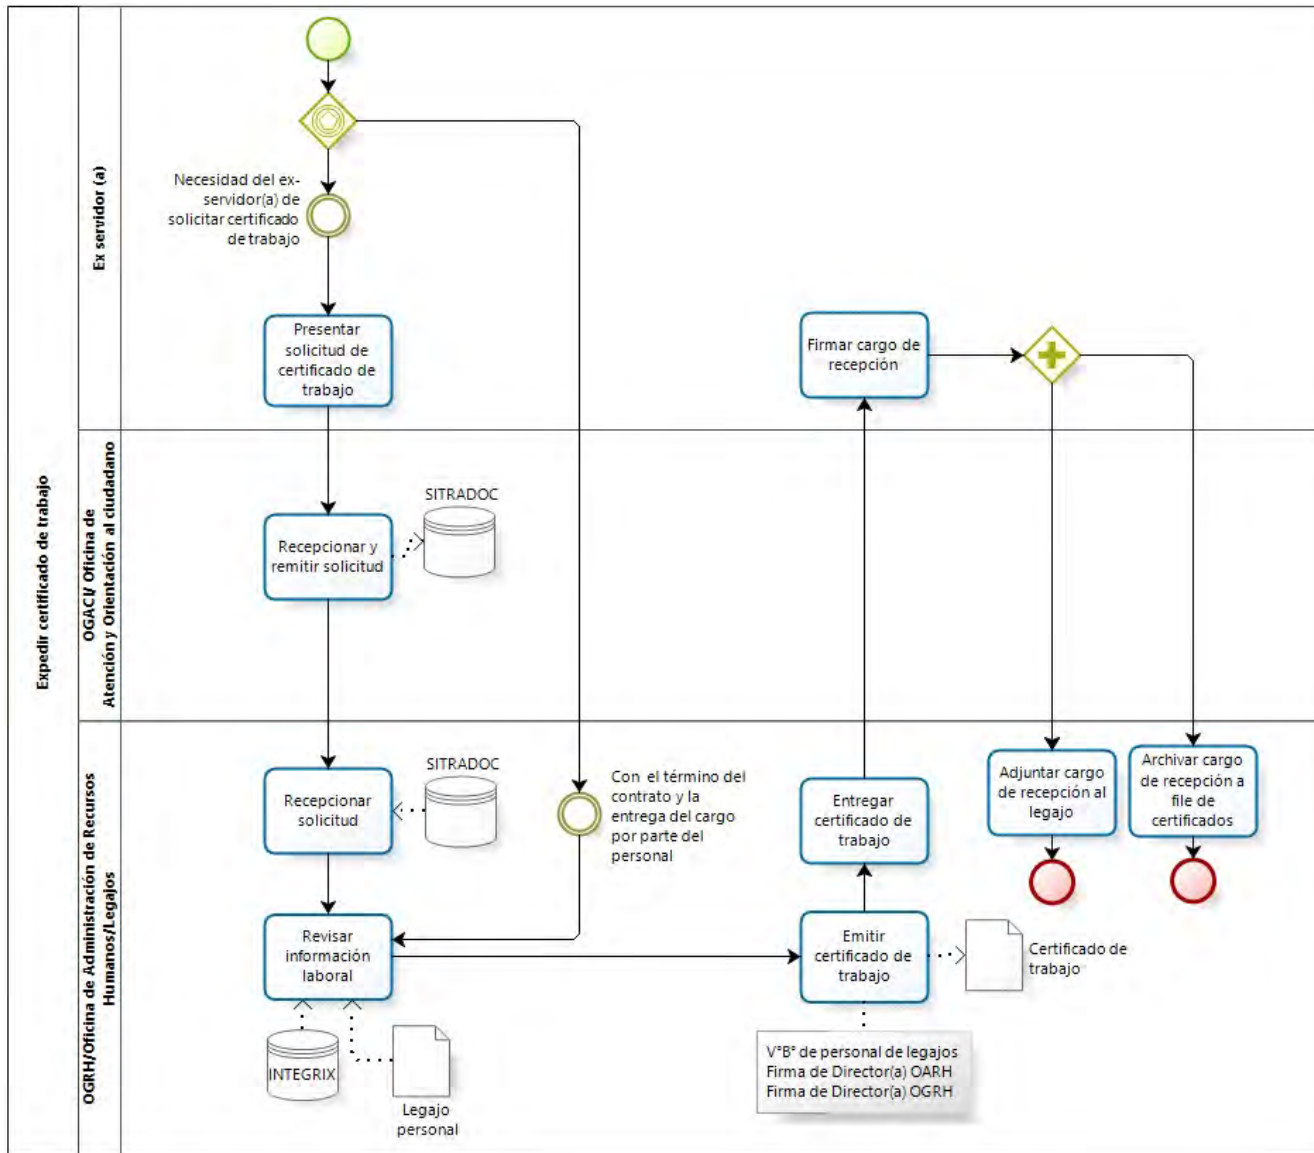 Expedir certificado de trabajo
Ex servidor (a)
Necesidad del ex-
servidor(a) de
solicitar certificado
de trabajo
Presentar
solicitud de
certificado de
trabajo
Firmar cargo de
recepción
OGACI/ Oficina de
Atención y Orientación al ciudadano
SITRADOC
Recepcionar y
remitir solicitud
OGRH/Oficina de Administración de Recursos
Humanos/Legajos
SITRADOC
Recepcionar
solicitud
Con el término del
contrato y la
entrega del cargo
por parte del
personal
Entregar
certificado de
trabajo
Adjuntar cargo
de recepción al
legajo
Archivar cargo
de recepción a
file de
certificados
Revisar
información
laboral
Emitir
certificado de
trabajo
Certificado de
trabajo
INTEGRIX
Legajo
personal
V°B° de personal de legajos
Firma de Director(a) OARH
Firma de Director(a) OGRH